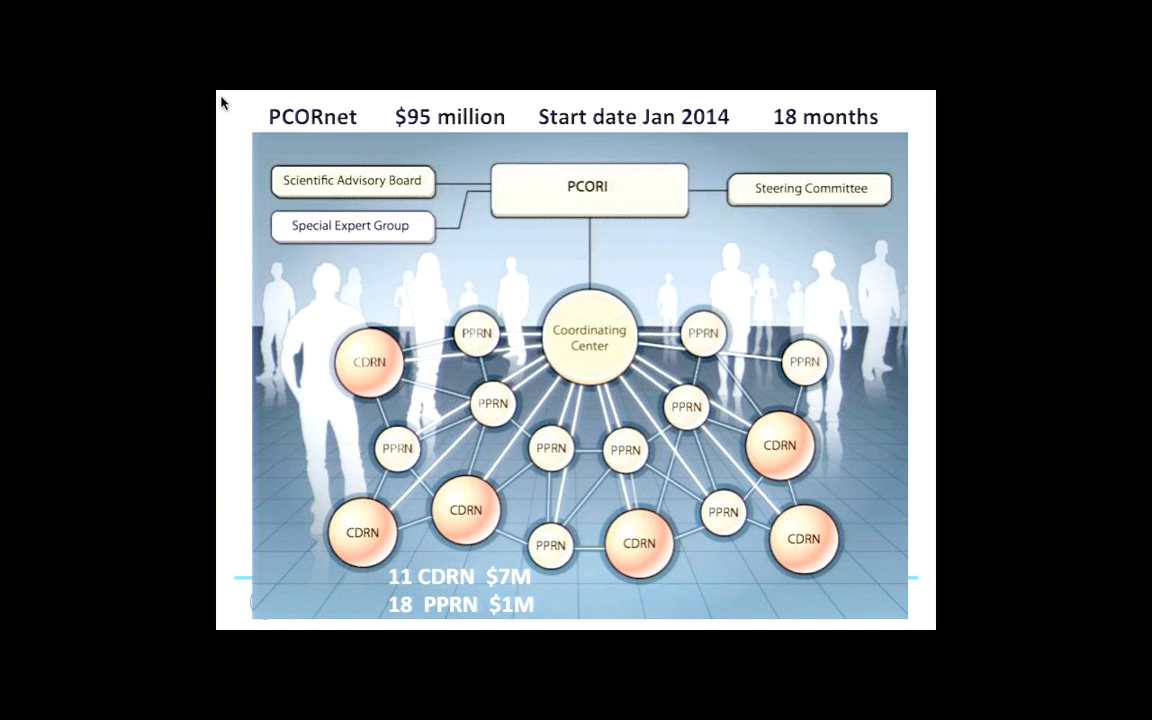 PCORnet $95 million Start date Jan 2014 18 months
Scientific Advisory Board
PCORI
Steering Committee
Special Expert Group
Coordinating
Center
PPRN
PPRN
CDRN
PPRN
PPRN
PPRN
PPRN
PPRN
PPRN
CDRN
CDRN
PPRN
CDRN
PPRN
CDRN
CDRN
11 CDRN $7M
18 PPRN $1M